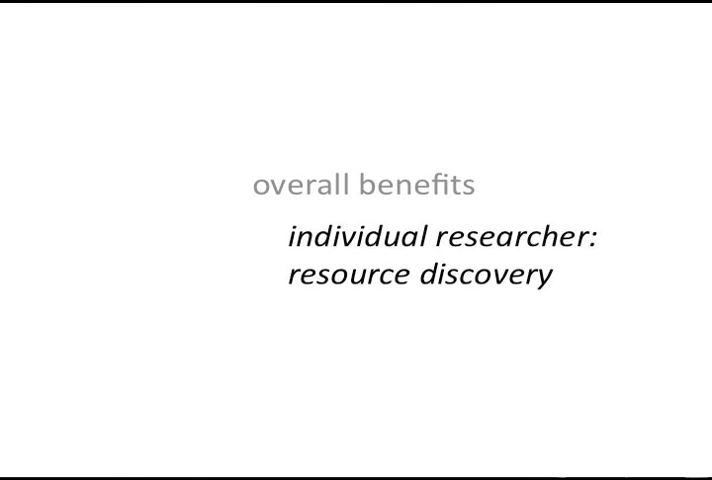 overall benefits
individual researcher:
resource discovery